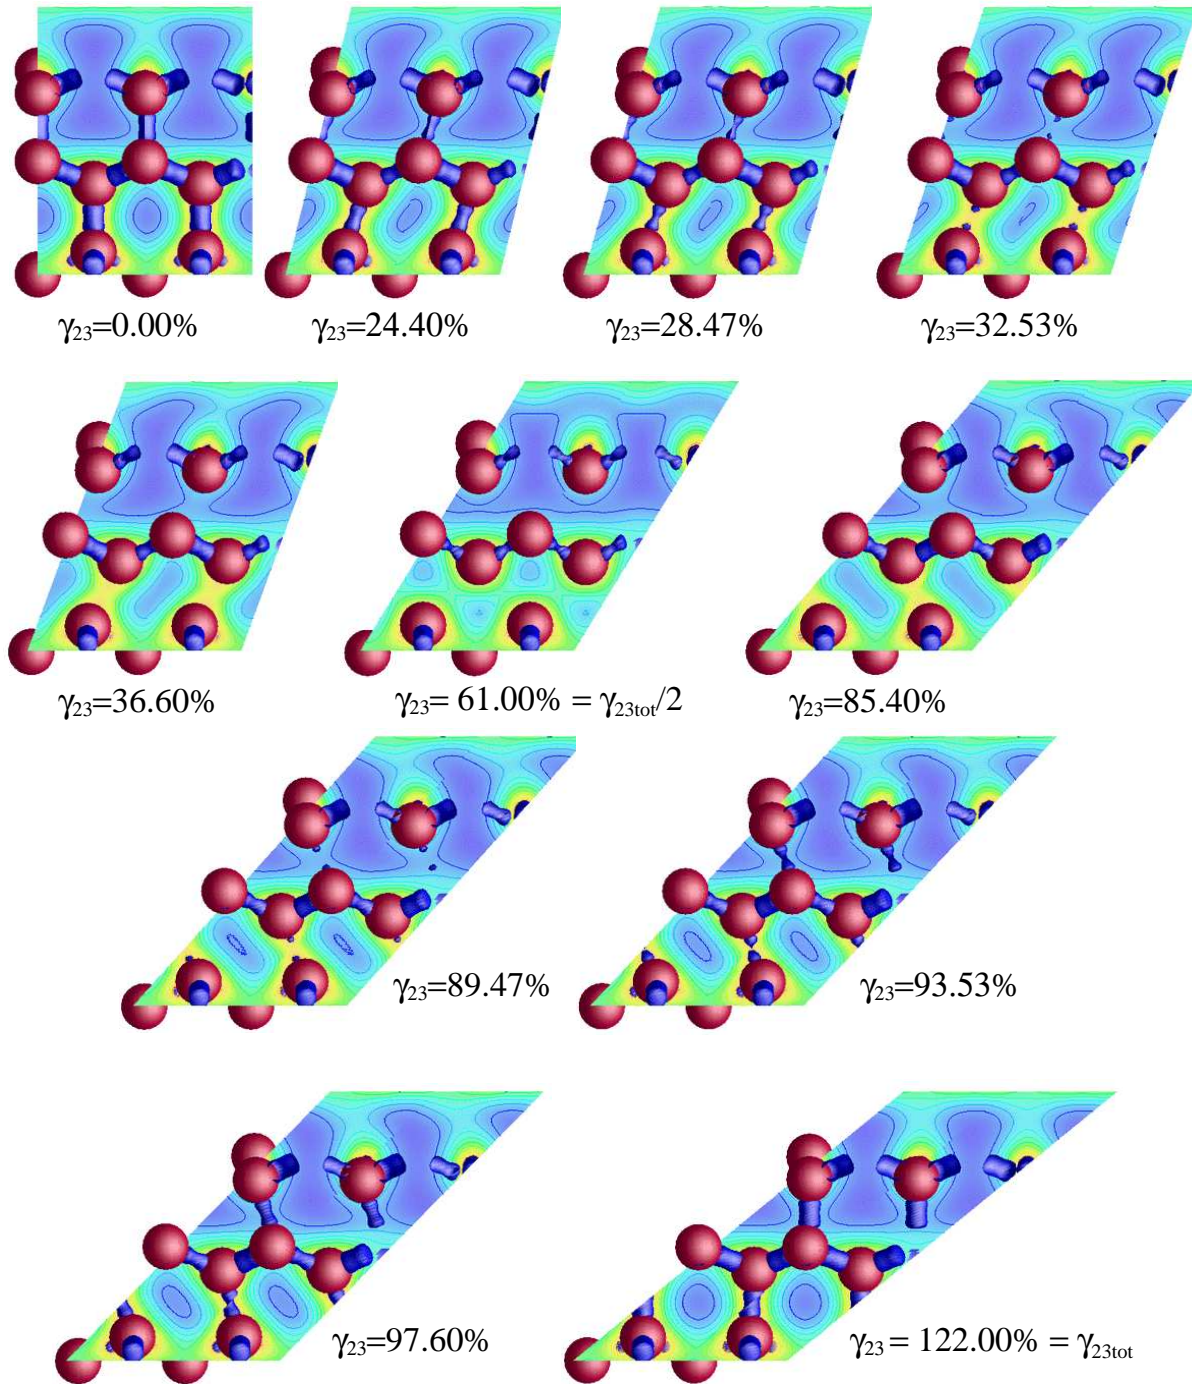 γ23=0.00%
γ23=24.40%
γ23=28.47%
γ23=32.53%
γ23=36.60%
γ23= 61.00% = γ23tot/2
γ23=85.40%
γ23=89.47%
γ23=93.53%
γ23=97.60%
γ23 = 122.00% = γ23tot